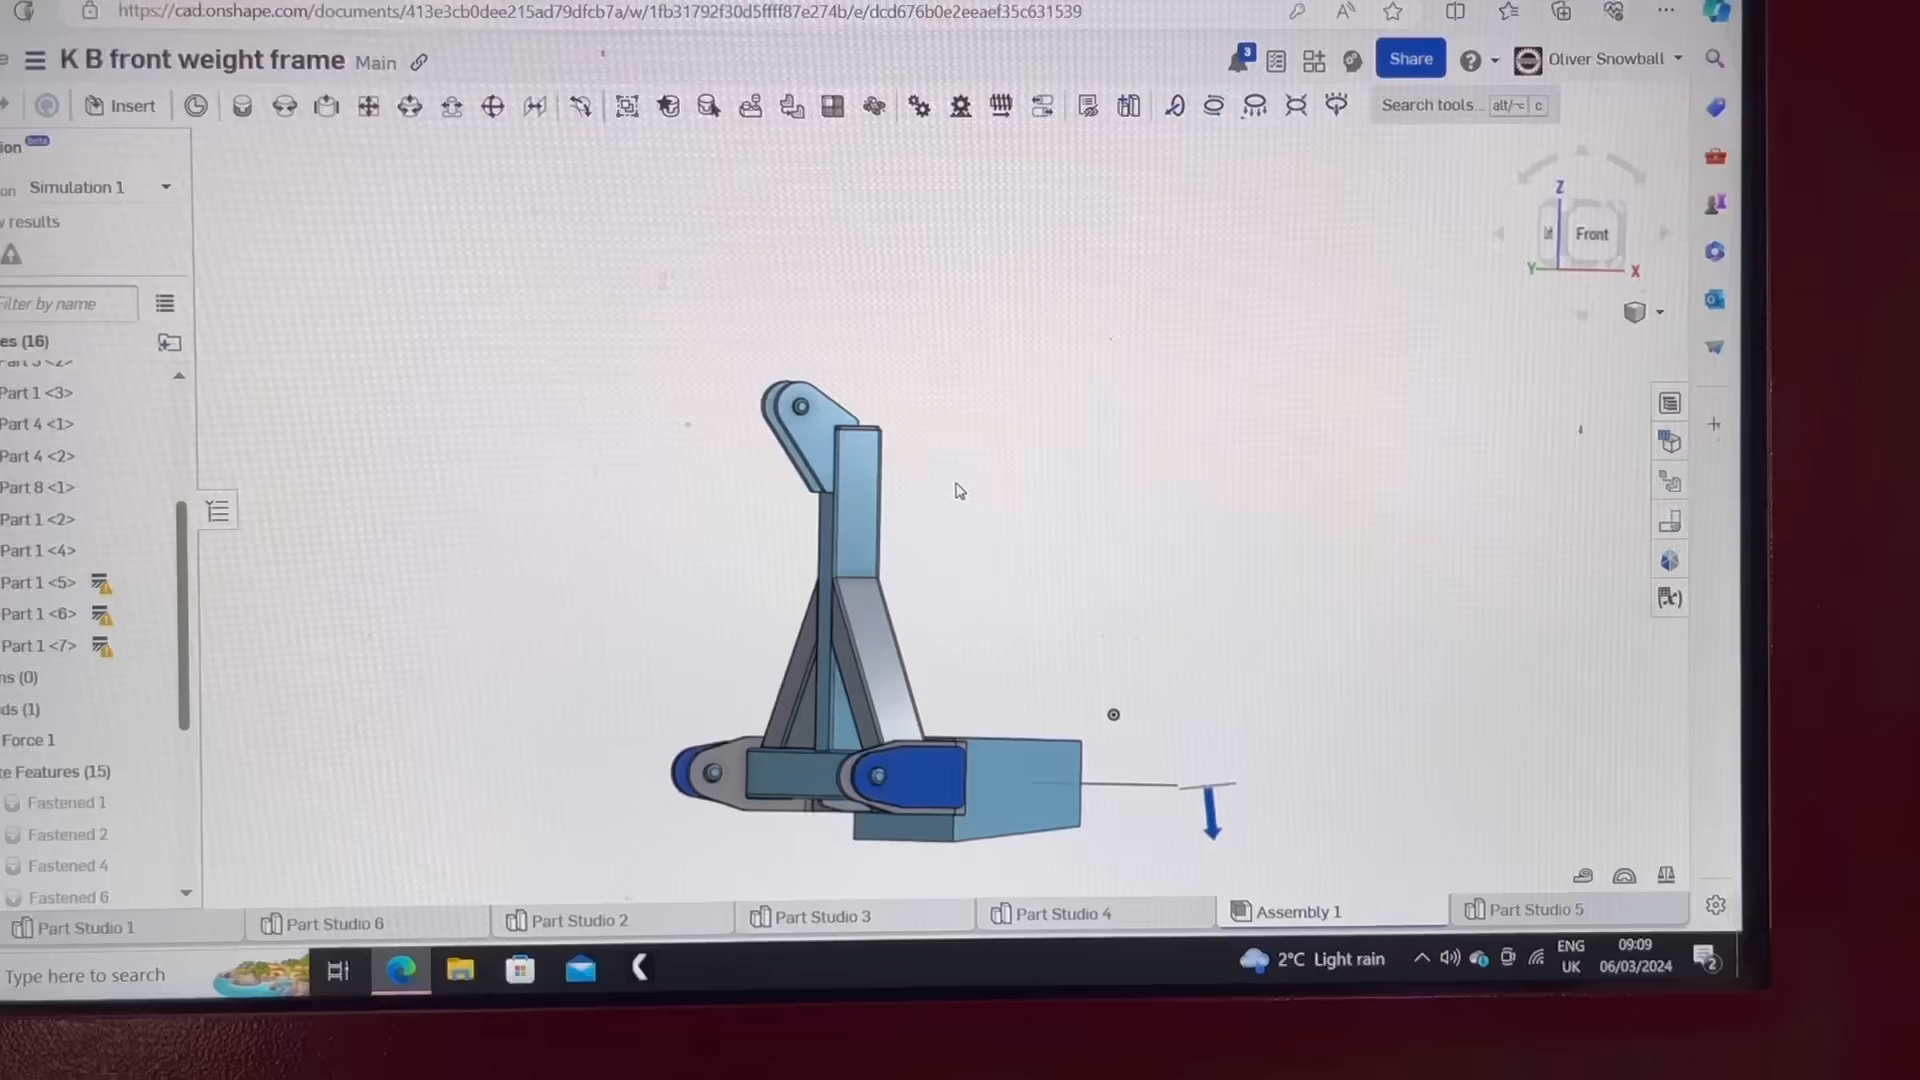 https://cad.onshape.com/documents/413e3cb0dee215ad79dfcb7a/w/1fb31792f30d5ffff87e274b/e/dcd676b0e2eeaef35c631539
K B front weight frame Main
3
Share
Oliver Snowball
Insert
Search tools... alt/⌥ c
ion beta
on Simulation 1
w results
Filter by name
es (16)
Part 1 <3>
Part 4 <1>
Part 4 <2>
Part 8 <1>
Part 1 <2>
Part 1 <4>
Part 1 <5>
Part 1 <6>
Part 1 <7>
ns (0)
ds (1)
Force 1
te Features (15)
Fastened 1
Fastened 2
Fastened 4
Fastened 6
Z
Front
Y
X
Part Studio 1
Part Studio 6
Part Studio 2
Part Studio 3
Part Studio 4
Assembly 1
Part Studio 5
Type here to search
2°C Light rain
ENG
UK
09:09
06/03/2024
2